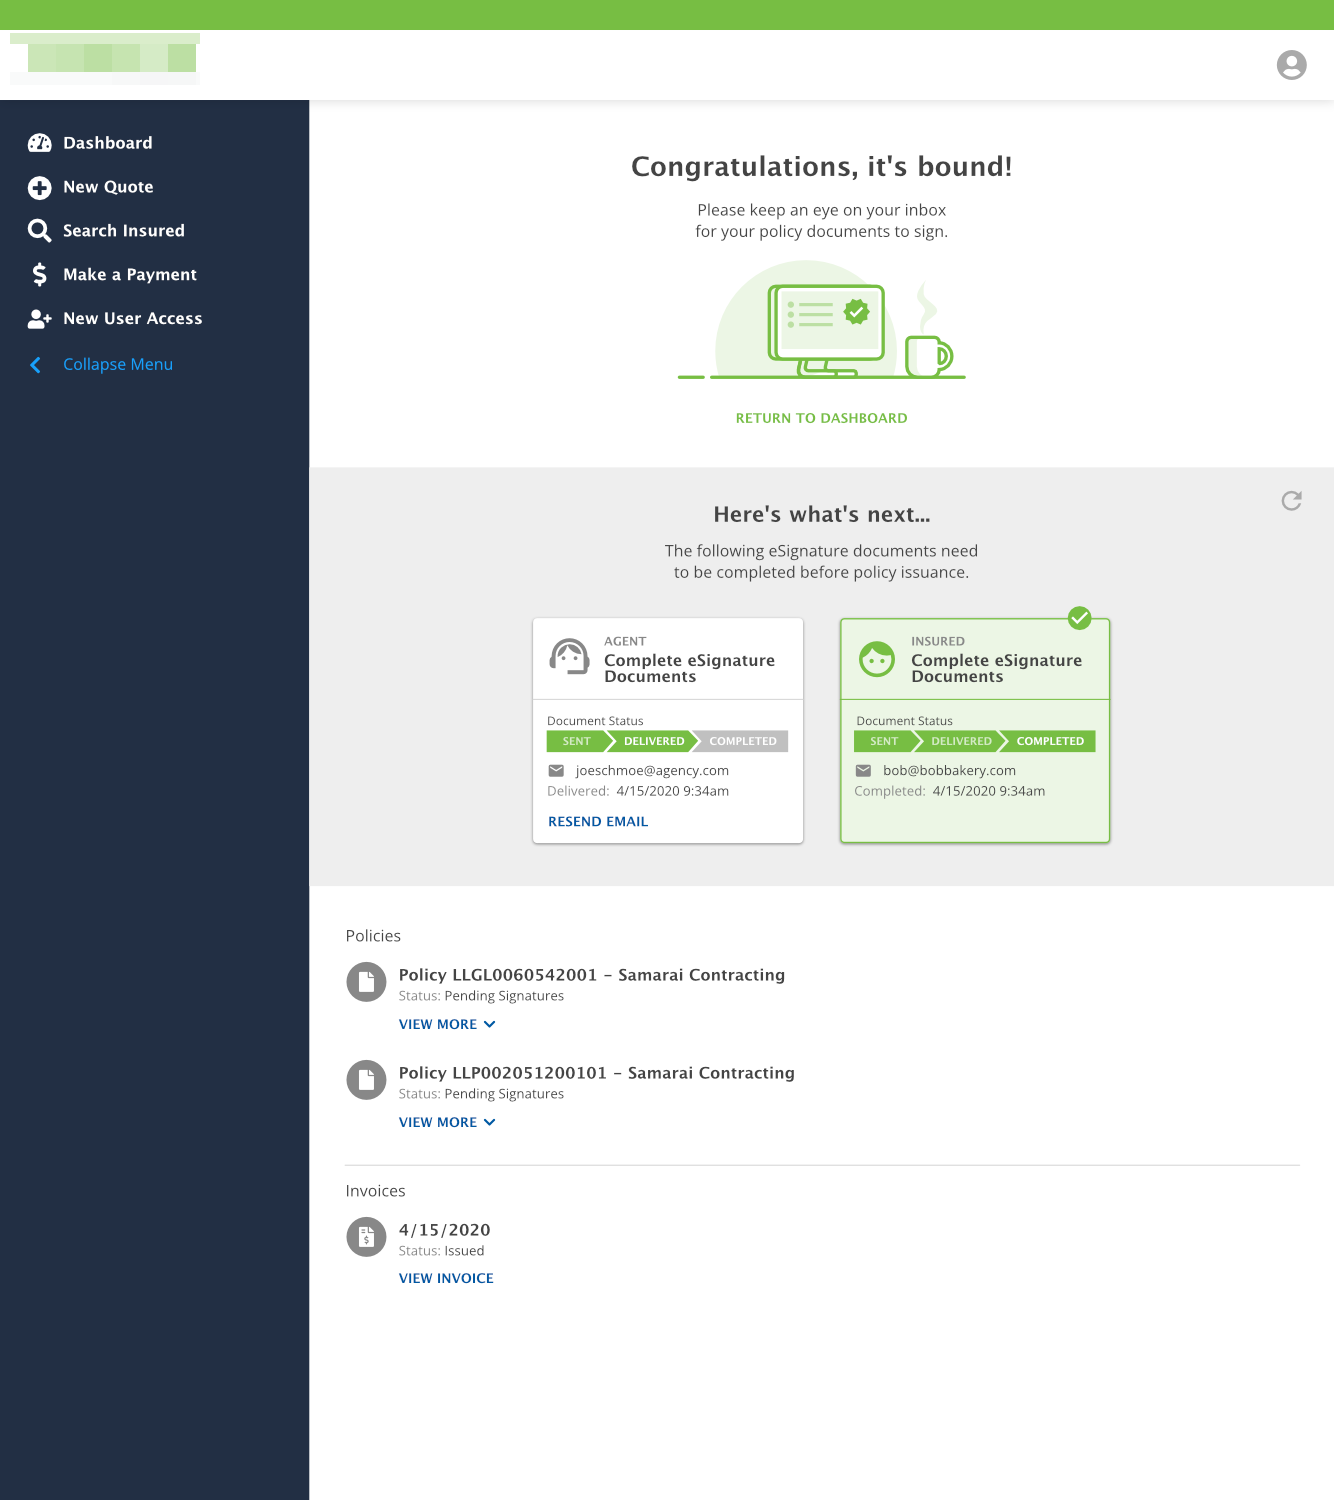 Dashboard
New Quote
Search Insured
Make a Payment
New User Access
Collapse Menu
Congratulations, it's bound!
Please keep an eye on your inbox
for your policy documents to sign.
RETURN TO DASHBOARD
Here's what's next...
The following eSignature documents need
to be completed before policy issuance.
AGENT
Complete eSignature
Documents
Document Status
SENT DELIVERED COMPLETED
joeschmoe@agency.com
Delivered: 4/15/2020 9:34am
RESEND EMAIL
INSURED
Complete eSignature
Documents
Document Status
SENT DELIVERED COMPLETED
bob@bobbakery.com
Completed: 4/15/2020 9:34am
Policies
Policy LLGL0060542001 – Samarai Contracting
Status: Pending Signatures
VIEW MORE
Policy LLP002051200101 – Samarai Contracting
Status: Pending Signatures
VIEW MORE
Invoices
4/15/2020
Status: Issued
VIEW INVOICE